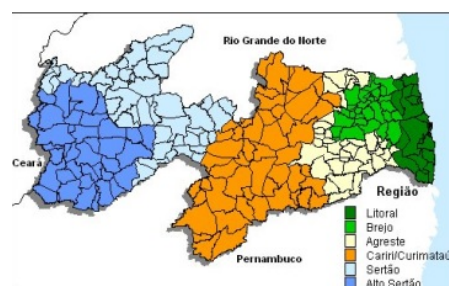 Rio Grande do Norte
Ceará
Pernambuco
Região
Litoral
Brejo
Agreste
Cariri/Curimataú
Sertão
Alto Sertão